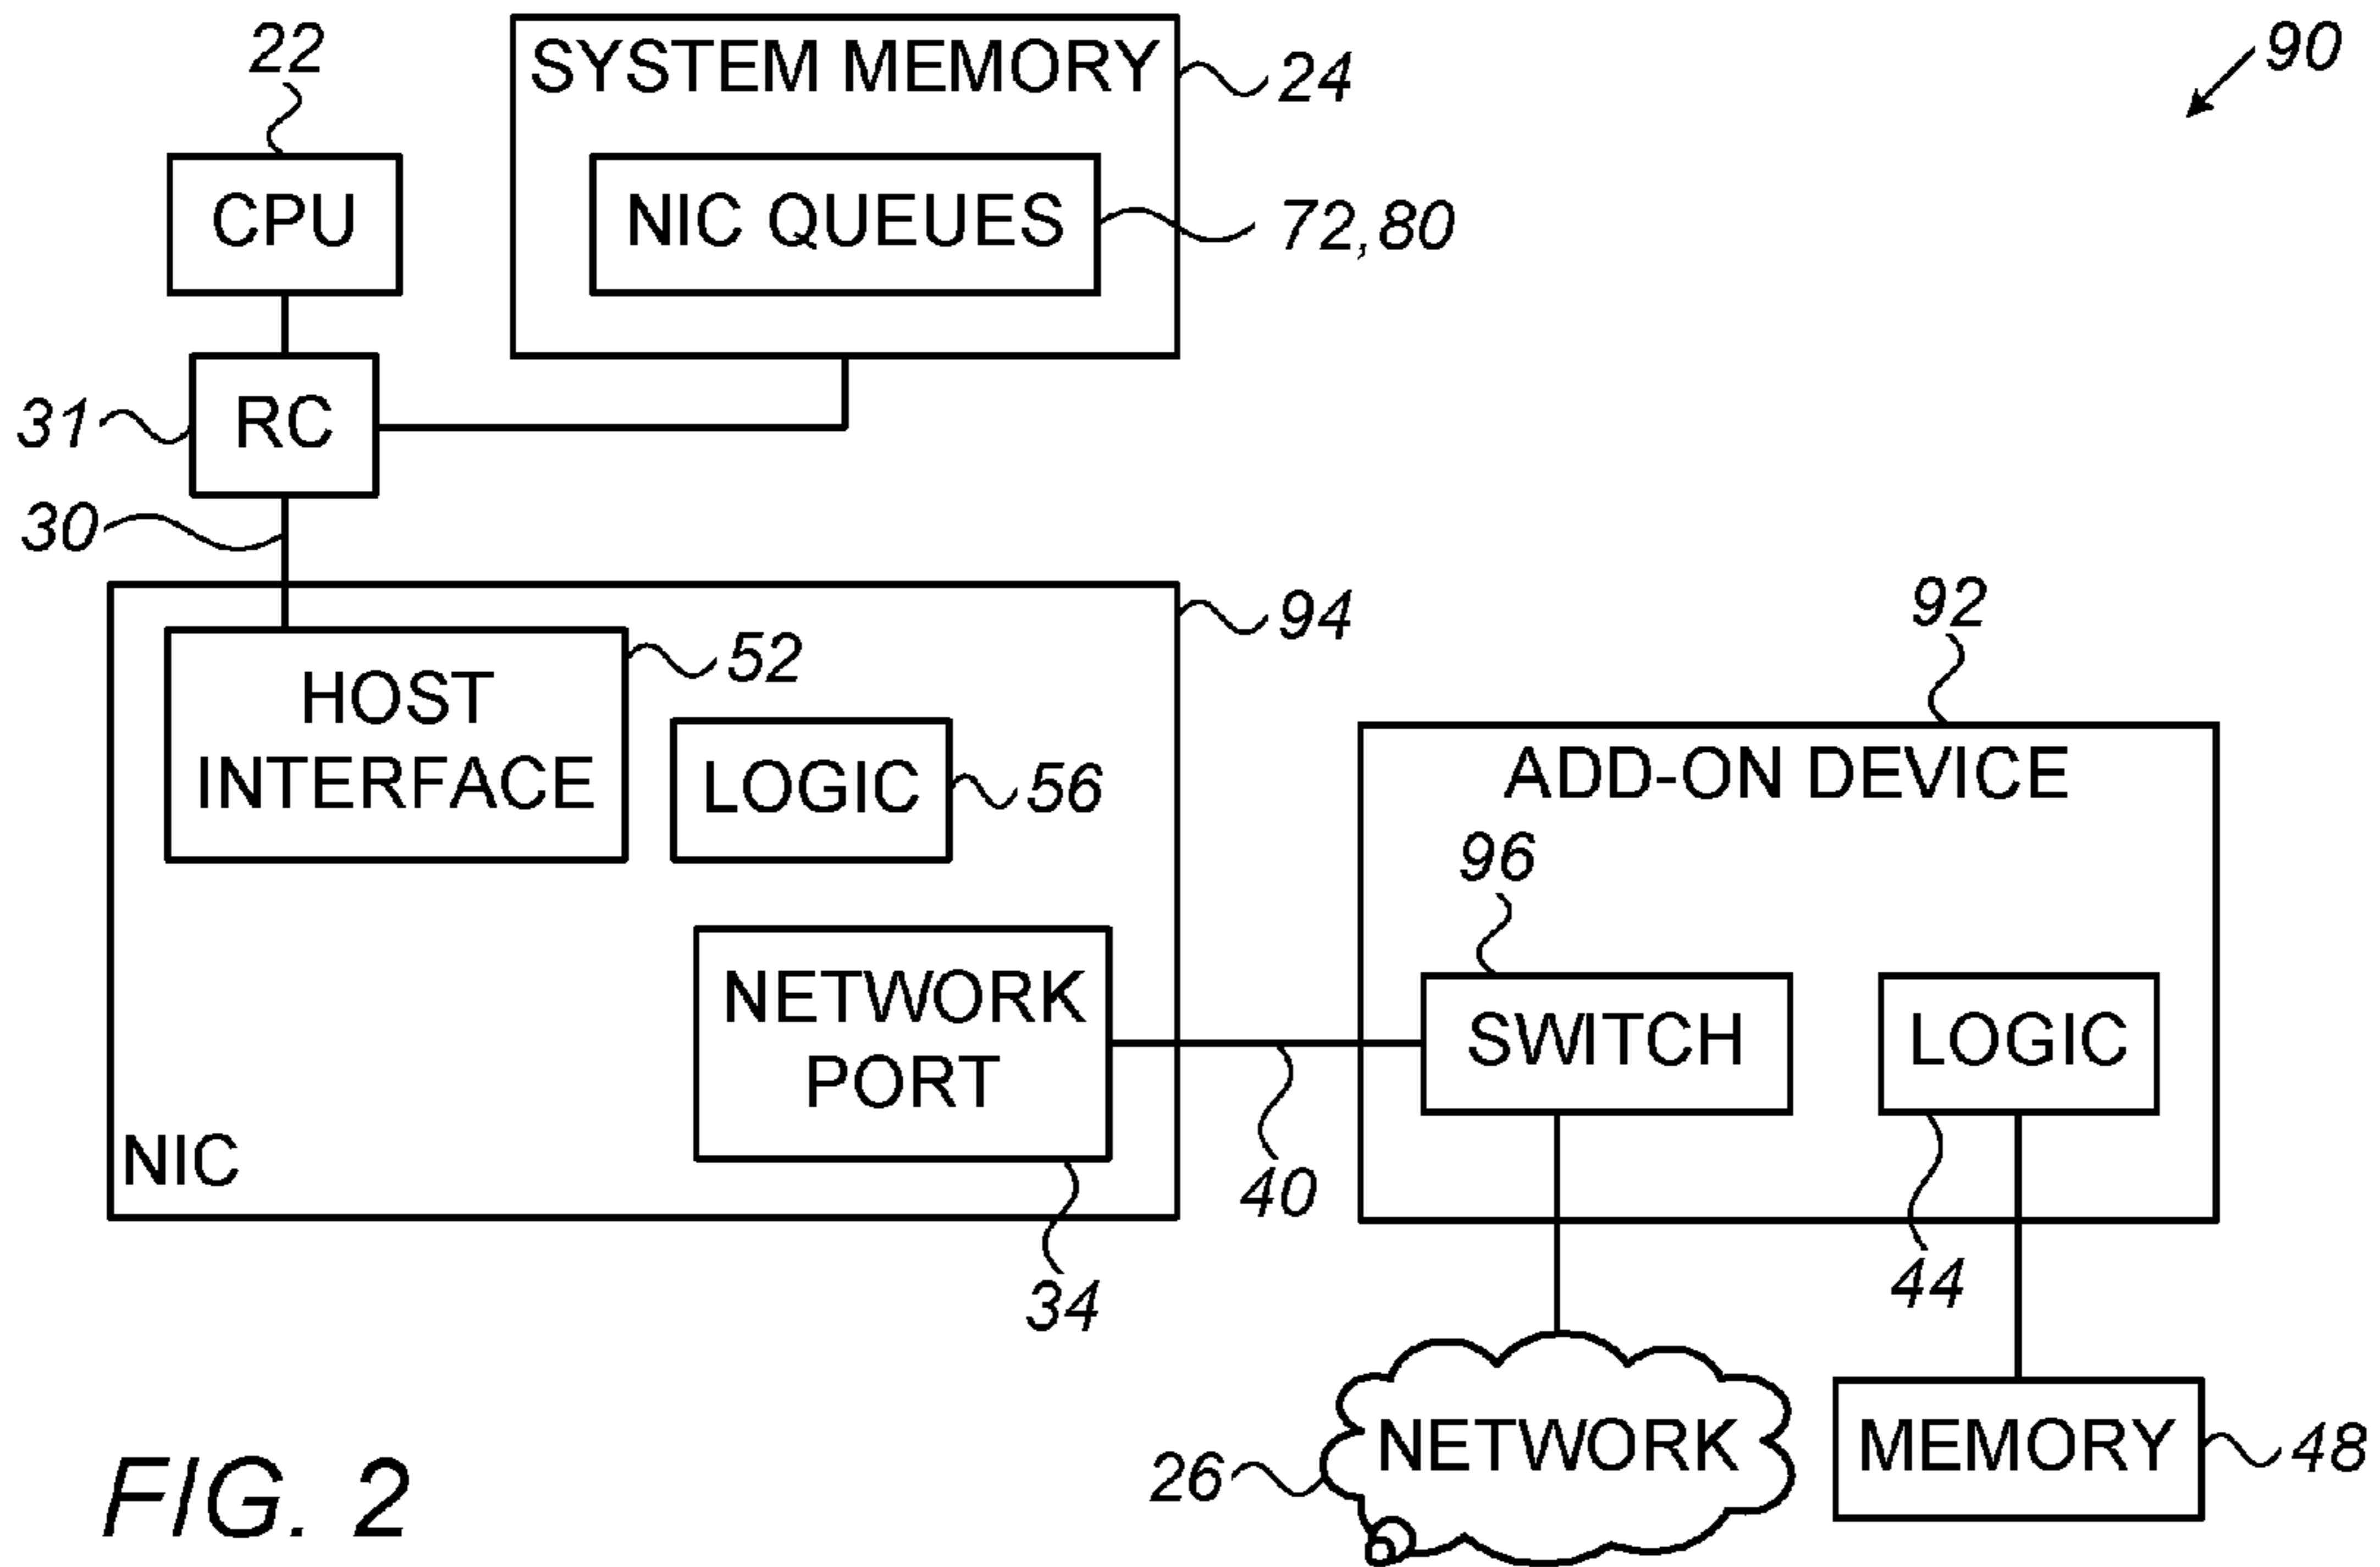 22
SYSTEM MEMORY
24
90
CPU
NIC QUEUES
72,80
31
RC
30
94
92
HOST
INTERFACE
52
LOGIC
56
ADD-ON DEVICE
96
NETWORK
PORT
SWITCH
LOGIC
NIC
40
34
44
NETWORK
26
MEMORY
48
FIG. 2